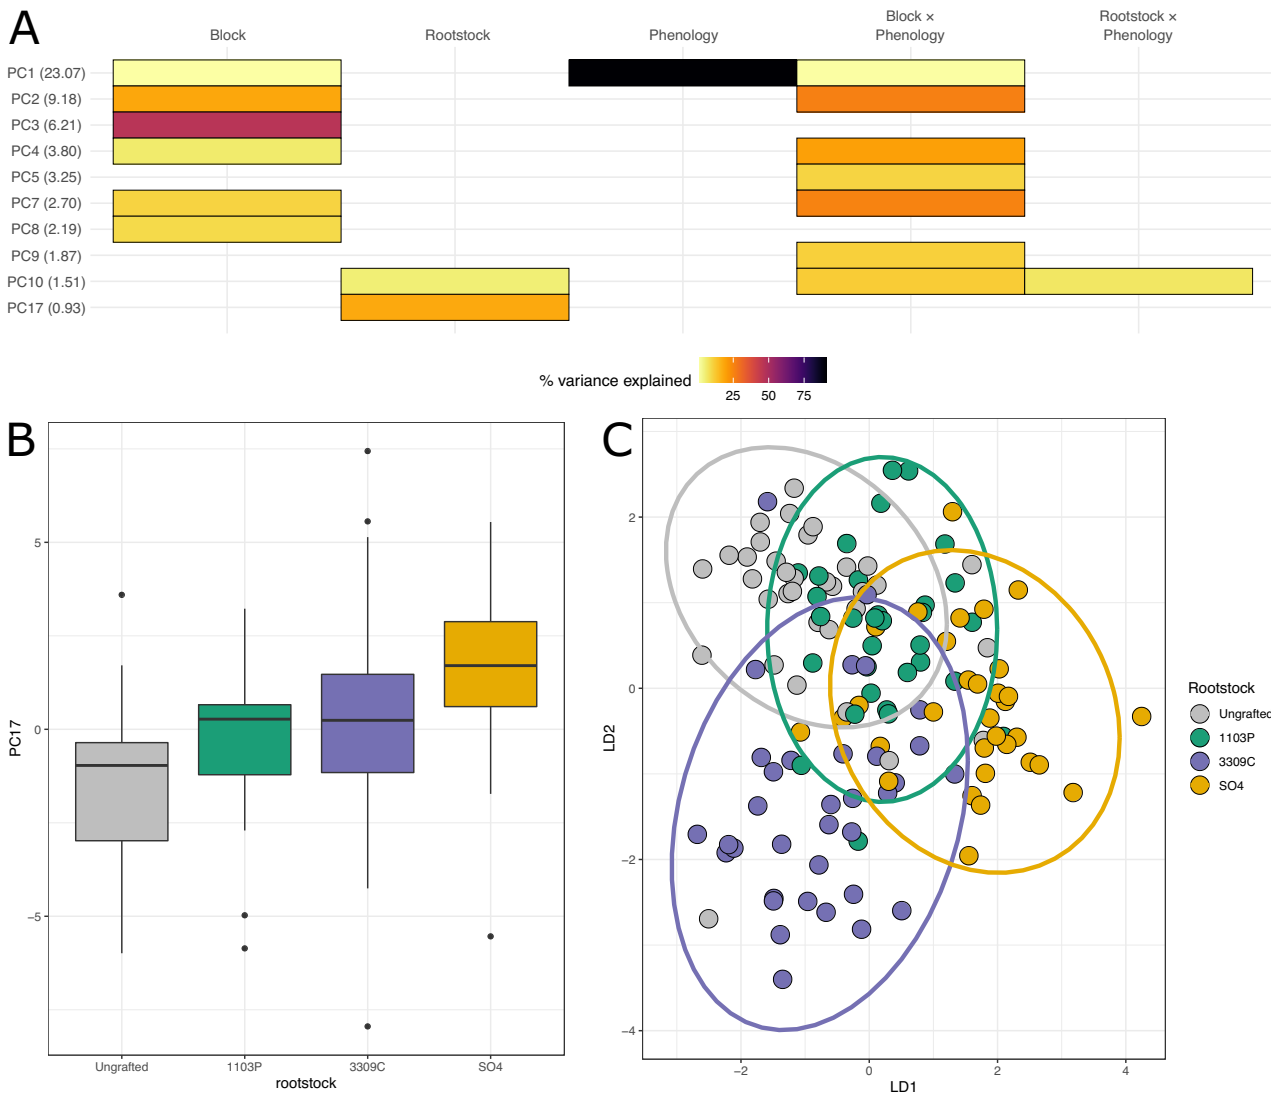 A
Block
Rootstock
Phenology
Block ×
Phenology
Rootstock ×
Phenology
PC1 (23.07)
PC2 (9.18)
PC3 (6.21)
PC4 (3.80)
PC5 (3.25)
PC7 (2.70)
PC8 (2.19)
PC9 (1.87)
PC10 (1.51)
PC17 (0.93)
% variance explained
25 50 75
B
PC17
5
0
−5
Ungrafted 1103P 3309C SO4
rootstock
C
LD2
2
0
−2
−4
−2 0 2 4
LD1
Rootstock
Ungrafted
1103P
3309C
SO4